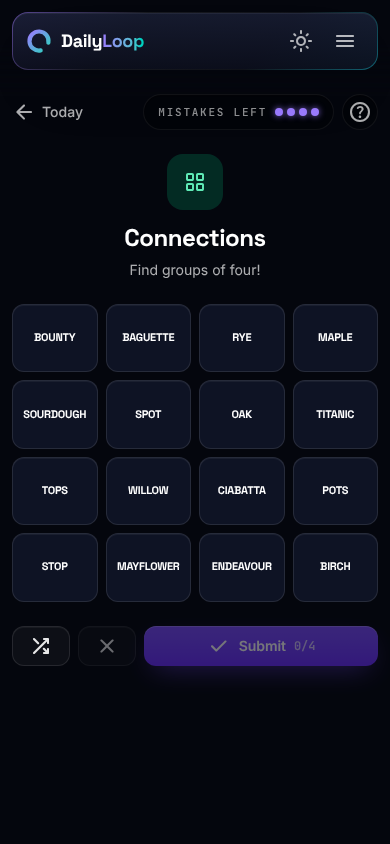 DailyLoop
Today
MISTAKES LEFT
Connections
Find groups of four!
BOUNTY BAGUETTE RYE MAPLE
SOURDOUGH SPOT OAK TITANIC
TOPS WILLOW CIABATTA POTS
STOP MAYFLOWER ENDEAVOUR BIRCH
Submit 0/4